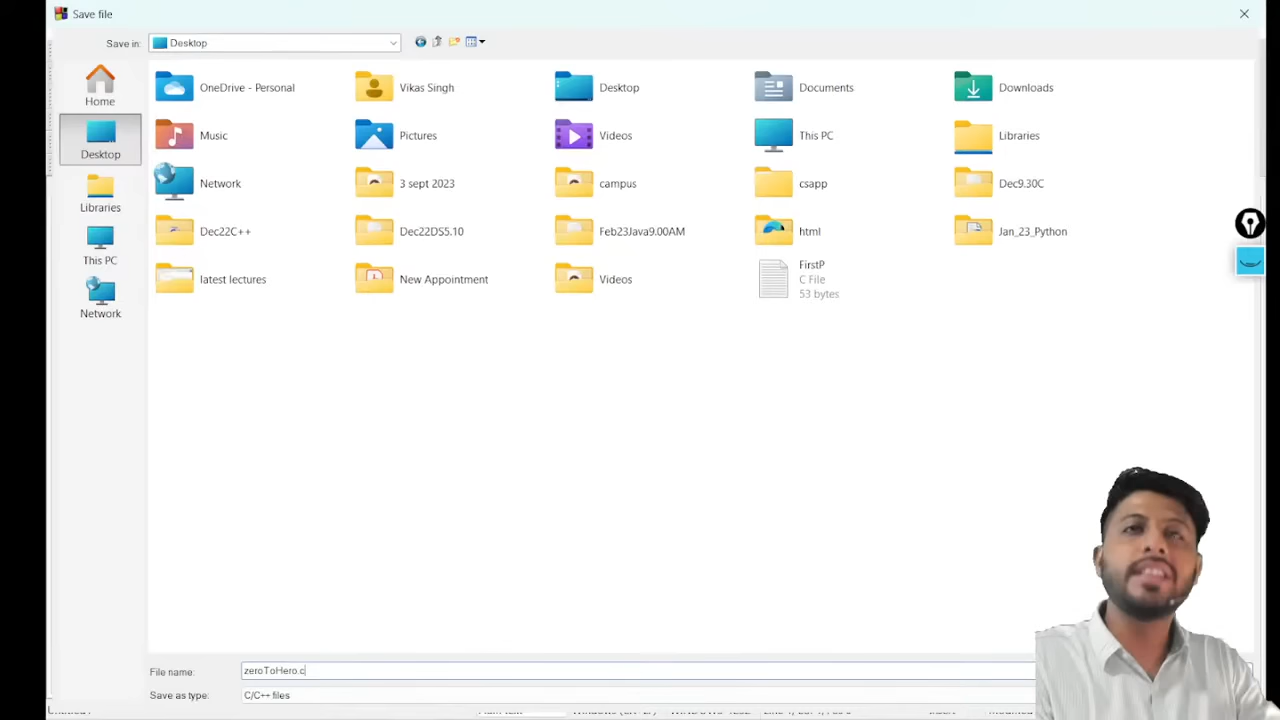 Save file
Save in: Desktop
OneDrive - Personal
Vikas Singh
Desktop
Documents
Downloads
Home
Music
Pictures
Videos
This PC
Libraries
Desktop
Network
3 sept 2023
campus
csapp
Dec9.30C
Libraries
Dec22C++
Dec22DS5.10
Feb23Java9.00AM
html
Jan_23_Python
This PC
latest lectures
New Appointment
Videos
FirstP
C File
53 bytes
Network
File name: zeroToHero.c
Save as type: C/C++ files